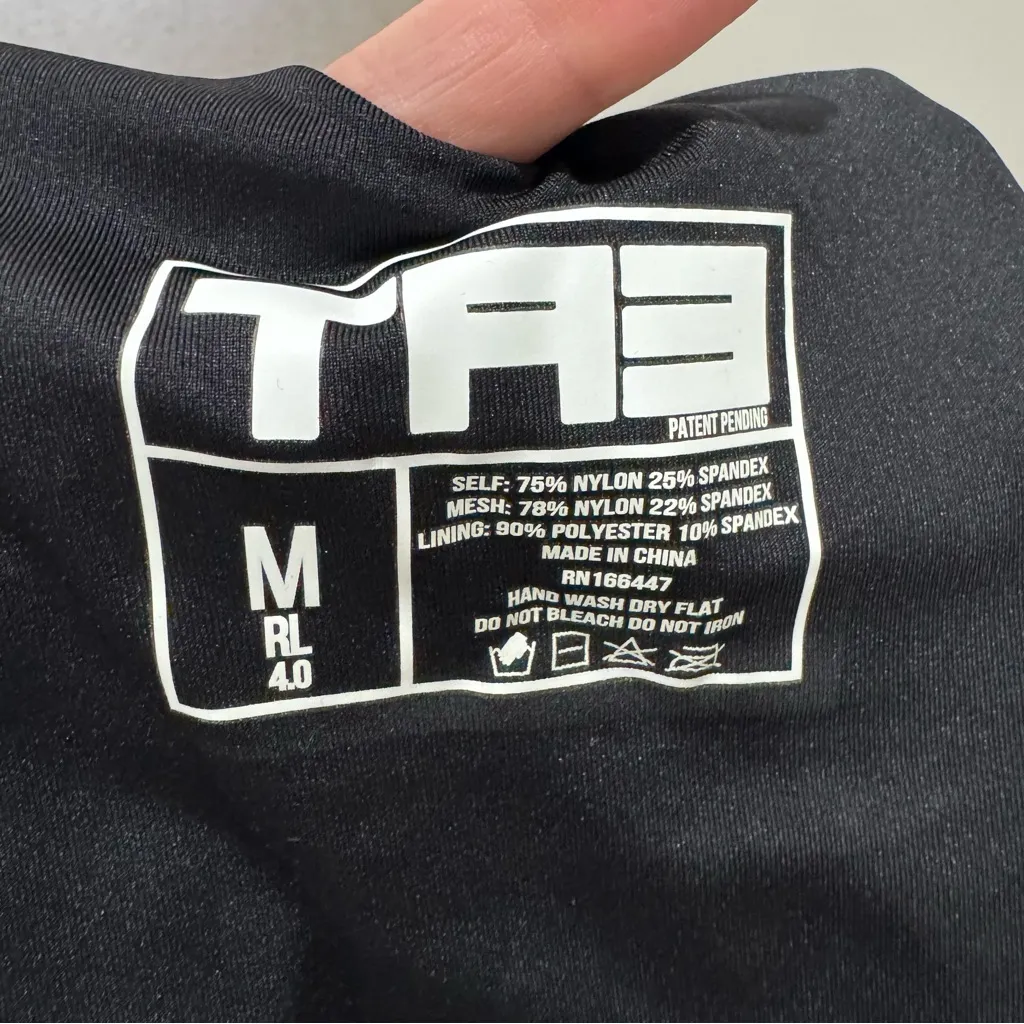 TA3
PATENT PENDING
M
RL
4.0
SELF: 75% NYLON 25% SPANDEX
MESH: 78% NYLON 22% SPANDEX
LINING: 90% POLYESTER 10% SPANDEX
MADE IN CHINA
RN166447
HAND WASH DRY FLAT
DO NOT BLEACH DO NOT IRON